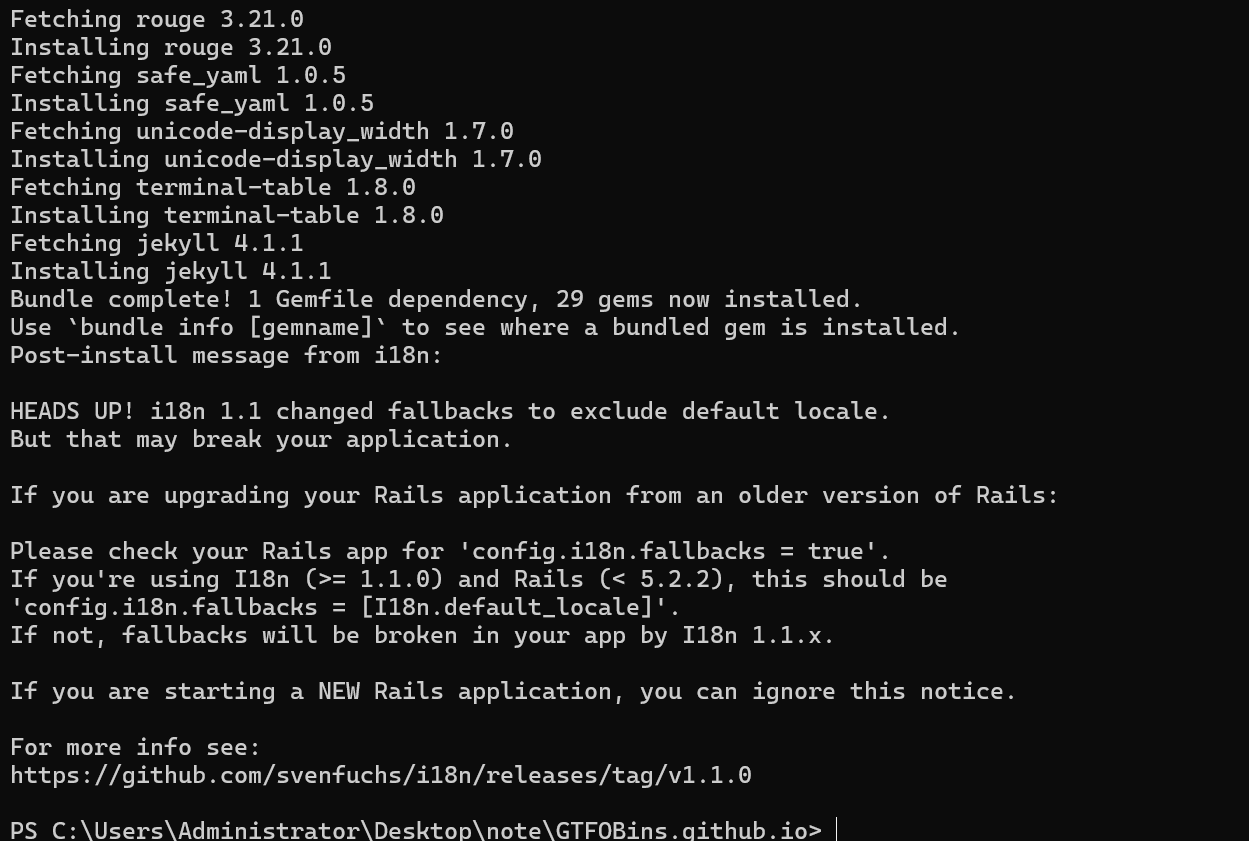 Fetching rouge 3.21.0
Installing rouge 3.21.0
Fetching safe_yaml 1.0.5
Installing safe_yaml 1.0.5
Fetching unicode-display_width 1.7.0
Installing unicode-display_width 1.7.0
Fetching terminal-table 1.8.0
Installing terminal-table 1.8.0
Fetching jekyll 4.1.1
Installing jekyll 4.1.1
Bundle complete! 1 Gemfile dependency, 29 gems now installed.
Use `bundle info [gemname]` to see where a bundled gem is installed.
Post-install message from i18n:
HEADS UP! i18n 1.1 changed fallbacks to exclude default locale.
But that may break your application.
If you are upgrading your Rails application from an older version of Rails:
Please check your Rails app for 'config.i18n.fallbacks = true'.
If you're using I18n (>= 1.1.0) and Rails (< 5.2.2), this should be
'config.i18n.fallbacks = [I18n.default_locale]'.
If not, fallbacks will be broken in your app by I18n 1.1.x.
If you are starting a NEW Rails application, you can ignore this notice.
For more info see:
https://github.com/svenfuchs/i18n/releases/tag/v1.1.0
PS C:\Users\Administrator\Desktop\note\GTFOBins.github.io>